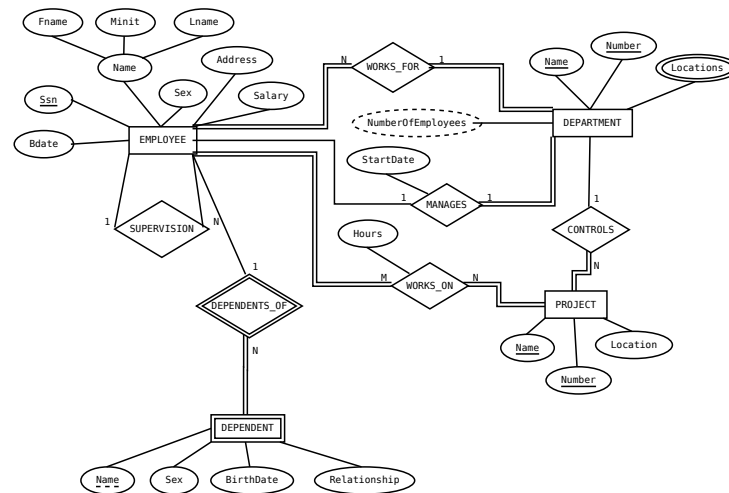 Fname
Minit
Lname
Name
Address
Sex
Salary
Ssn
Bdate
EMPLOYEE
N
WORKS_FOR
1
Name
Number
Locations
NumberOfEmployees
DEPARTMENT
StartDate
1
MANAGES
1
1
SUPERVISION
N
1
CONTROLS
N
Hours
M
WORKS_ON
N
1
DEPENDENTS_OF
N
PROJECT
Name
Number
Location
DEPENDENT
Name
Sex
BirthDate
Relationship